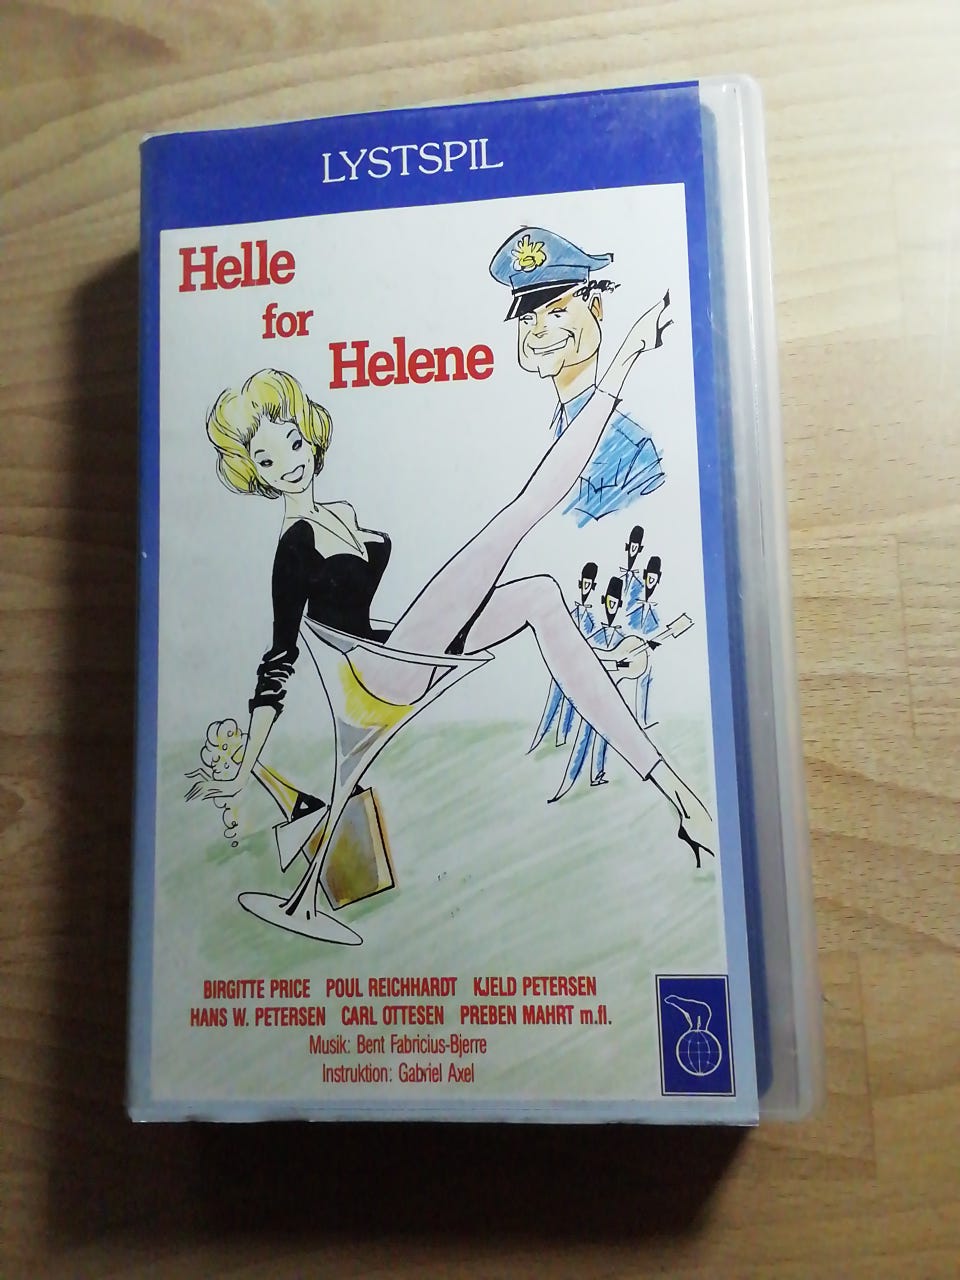 LYSTSPIL
Helle
for
Helene
BIRGITTE PRICE POUL REICHHARDT KJELD PETERSEN
HANS W. PETERSEN CARL OTTESEN PREBEN MAHRT m.fl.
Musik: Bent Fabricius-Bjerre
Instruktion: Gabriel Axel